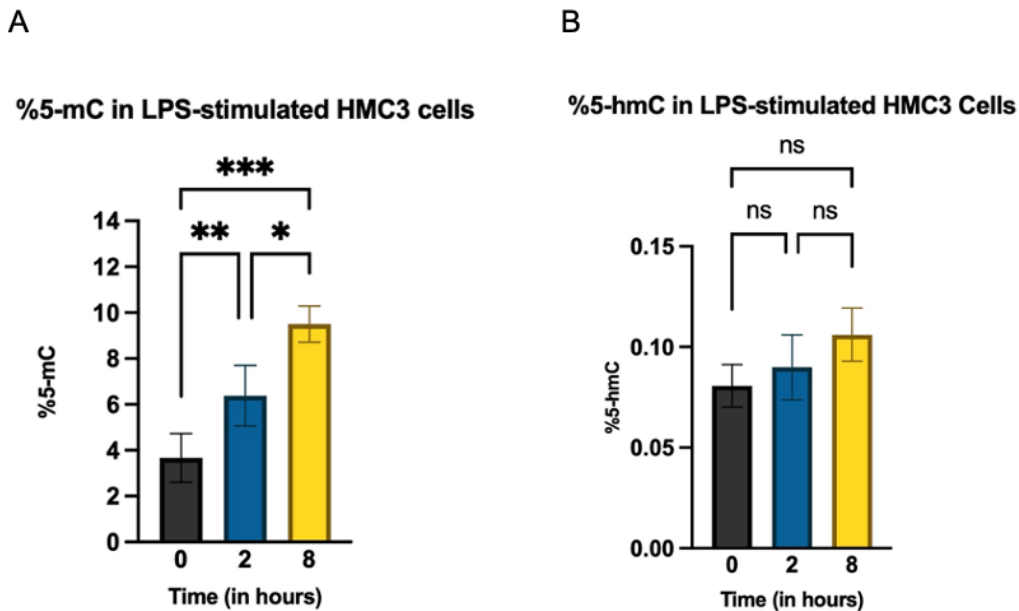 A
%5-mC in LPS-stimulated HMC3 cells
***
** *
14
12
10
8
6
4
2
0
%5-mC
0 2 8
Time (in hours)
B
%5-hmC in LPS-stimulated HMC3 Cells
ns
ns ns
0.15
0.10
0.05
0.00
%5-hmC
0 2 8
Time (in hours)